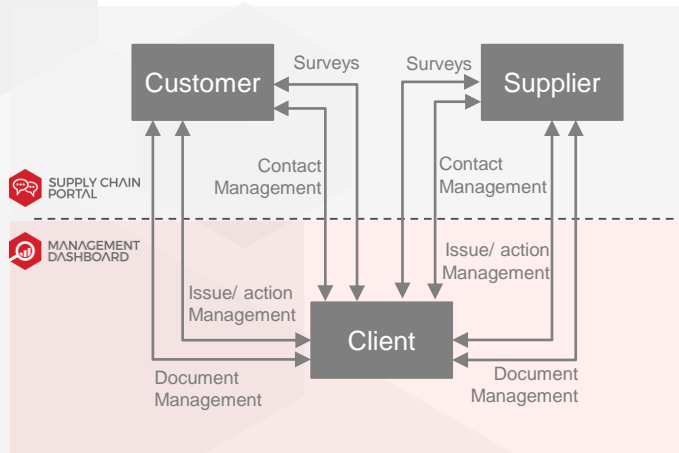 Surveys
Surveys
Customer
Supplier
Contact
Management
Contact
Management
SUPPLY CHAIN
PORTAL
MANAGEMENT
DASHBOARD
Issue/ action
Management
Issue/ action
Management
Client
Document
Management
Document
Management